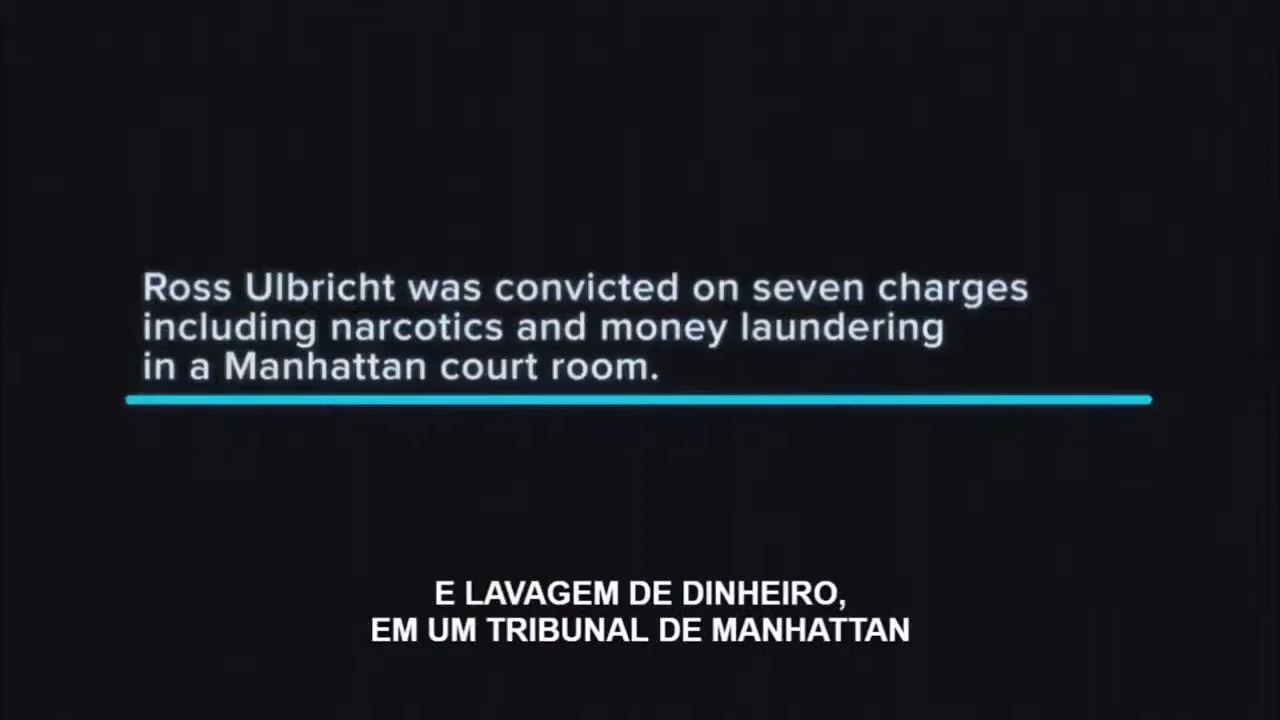 Ross Ulbricht was convicted on seven charges
including narcotics and money laundering
in a Manhattan court room.
E LAVAGEM DE DINHEIRO,
EM UM TRIBUNAL DE MANHATTAN